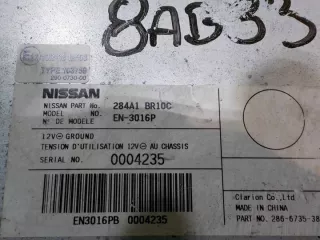 8AD33
NISSAN
NISSAN PART No. 284A1 BR10C
MODEL NO. EN-3016P
N° DE MODELE
12V⊖ GROUND
TENSION D'UTILISATION 12V⊖ AU CHASSIS
SERIAL NO. 0004235
EN3016PB 0004235
Clarion Co.,Ltd
MADE IN CHINA
PART NO. 286-6735-38